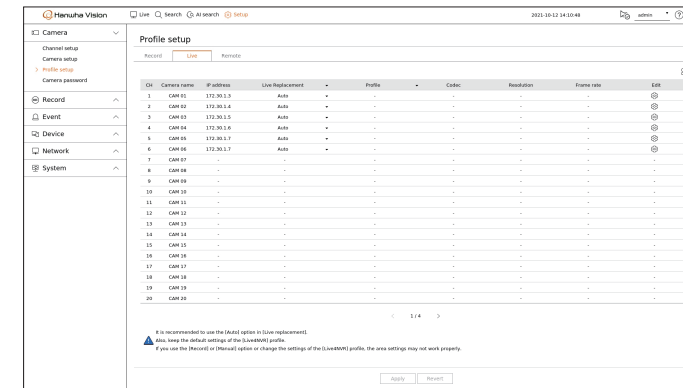 Hanwha Vision Live Search AI search Setup 2021-10-12 14:10:48 admin ?
Camera
Channel setup
Camera setup
> Profile setup
Camera password
Record
Event
Device
Network
System
Profile setup
Record Live Remote
CH Camera name IP address Live Replacement Profile Codec Resolution Frame rate Edit
1 CAM 01 172.30.1.3 Auto - - - -
2 CAM 02 172.30.1.4 Auto - - - -
3 CAM 03 172.30.1.5 Auto - - - -
4 CAM 04 172.30.1.6 Auto - - - -
5 CAM 05 172.30.1.7 Auto - - - -
6 CAM 06 172.30.1.7 Auto - - - -
7 CAM 07 - - - - - - -
8 CAM 08 - - - - - - -
9 CAM 09 - - - - - - -
10 CAM 10 - - - - - - -
11 CAM 11 - - - - - - -
12 CAM 12 - - - - - - -
13 CAM 13 - - - - - - -
14 CAM 14 - - - - - - -
15 CAM 15 - - - - - - -
16 CAM 16 - - - - - - -
17 CAM 17 - - - - - - -
18 CAM 18 - - - - - - -
19 CAM 19 - - - - - - -
20 CAM 20 - - - - - - -
< 1 / 4 >
It is recommended to use the [Auto] option in [Live replacement].
Also, keep the default settings of the [Live4NVR] profile.
If you use the [Record] or [Manual] option or change the settings of the [Live4NVR] profile, the area settings may not work properly.
Apply Revert